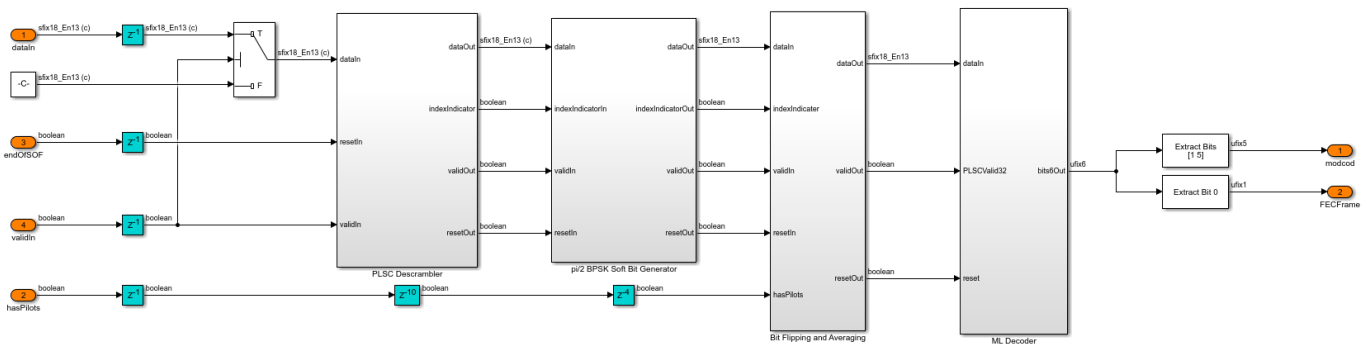 1
dataIn
sfix18_En13 (c)
z-1
sfix18_En13 (c)
T
F
sfix18_En13 (c)
-C-
sfix18_En13 (c)
3
endOfSOF
boolean
z-1
boolean
4
validIn
boolean
z-1
boolean
2
hasPilots
boolean
z-1
boolean
z-10
boolean
z-4
boolean
dataIn
resetIn
validIn
dataOut
indexIndicator
validOut
resetOut
PLSC Descrambler
sfix18_En13 (c)
boolean
boolean
boolean
dataIn
indexIndicatorIn
validIn
resetIn
dataOut
indexIndicatorOut
validOut
resetOut
pi/2 BPSK Soft Bit Generator
sfix18_En13
boolean
boolean
boolean
dataIn
indexIndicater
validIn
resetIn
hasPilots
dataOut
validOut
resetOut
Bit Flipping and Averaging
sfix18_En13
boolean
boolean
dataIn
PLSCValid32
reset
bits6Out
ML Decoder
ufix6
Extract Bits
[1 5]
ufix5
1
modcod
Extract Bit 0
ufix1
2
FECFrame